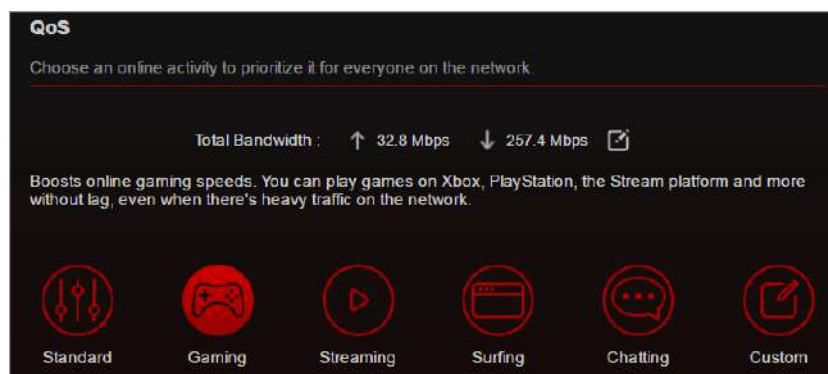 QoS
Choose an online activity to prioritize it for everyone on the network.
Total Bandwidth : ↑ 32.8 Mbps ↓ 257.4 Mbps
Boosts online gaming speeds. You can play games on Xbox, PlayStation, the Stream platform and more
without lag, even when there's heavy traffic on the network.
Standard Gaming Streaming Surfing Chatting Custom